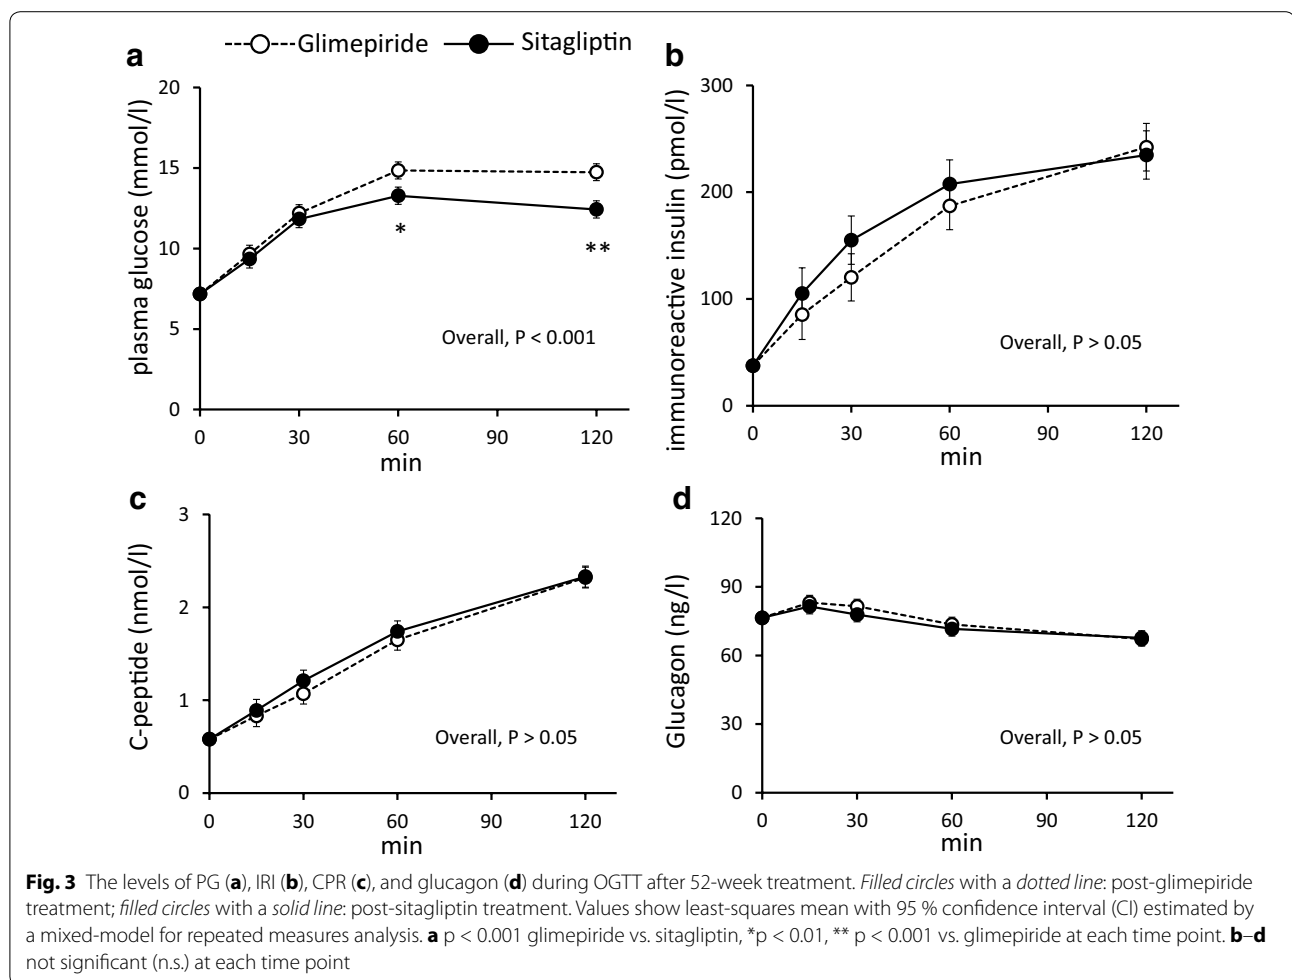 Glimepiride Sitagliptin
a
plasma glucose (mmol/l)
20
15
10
5
0
*
**
Overall, P < 0.001
0 30 60 90 120
min
b
immunoreactive insulin (pmol/l)
300
200
100
0
Overall, P > 0.05
0 30 60 90 120
min
c
C-peptide (nmol/l)
3
2
1
0
Overall, P > 0.05
0 30 60 90 120
min
d
Glucagon (ng/l)
120
90
60
30
0
Overall, P > 0.05
0 30 60 90 120
min
Fig. 3 The levels of PG (a), IRI (b), CPR (c), and glucagon (d) during OGTT after 52-week treatment. Filled circles with a dotted line: post-glimepiride
treatment; filled circles with a solid line: post-sitagliptin treatment. Values show least-squares mean with 95 % confidence interval (CI) estimated by
a mixed-model for repeated measures analysis. a p < 0.001 glimepiride vs. sitagliptin, *p < 0.01, ** p < 0.001 vs. glimepiride at each time point. b–d
not significant (n.s.) at each time point